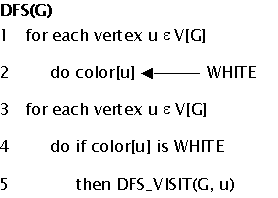 DFS(G)
1 for each vertex u ε V[G]
2 do color[u] ← WHITE
3 for each vertex u ε V[G]
4 do if color[u] is WHITE
5 then DFS_VISIT(G, u)